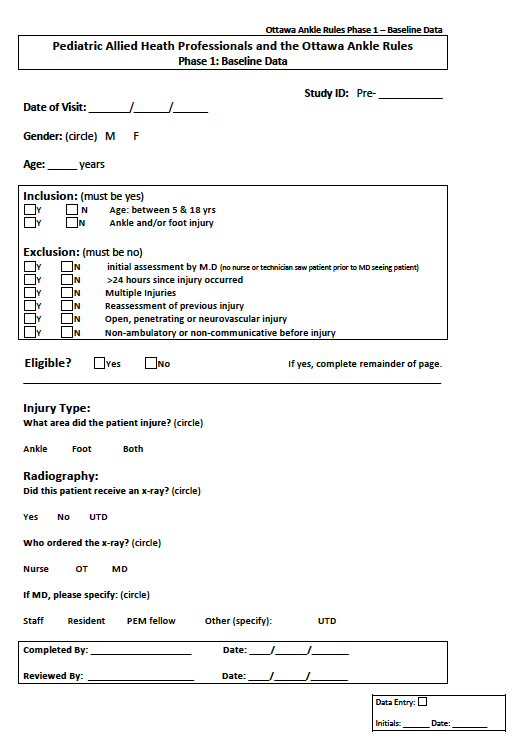 Ottawa Ankle Rules Phase 1 – Baseline Data
Pediatric Allied Heath Professionals and the Ottawa Ankle Rules
Phase 1: Baseline Data
Study ID: Pre- ____________
Date of Visit: _______/______/______
Gender: (circle) M F
Age: _____ years
Inclusion: (must be yes)
☐Y ☐N Age: between 5 & 18 yrs
☐Y ☐N Ankle and/or foot injury
Exclusion: (must be no)
☐Y ☐N initial assessment by M.D (no nurse or technician saw patient prior to MD seeing patient)
☐Y ☐N >24 hours since injury occurred
☐Y ☐N Multiple Injuries
☐Y ☐N Reassessment of previous injury
☐Y ☐N Open, penetrating or neurovascular injury
☐Y ☐N Non-ambulatory or non-communicative before injury
Eligible? ☐Yes ☐No If yes, complete remainder of page.
Injury Type:
What area did the patient injure? (circle)
Ankle Foot Both
Radiography:
Did this patient receive an x-ray? (circle)
Yes No UTD
Who ordered the x-ray? (circle)
Nurse OT MD
If MD, please specify: (circle)
Staff Resident PEM fellow Other (specify): UTD
Completed By: ____________________ Date: ____/______/_______
Reviewed By: _____________________ Date: ____/______/_______
Data Entry: ☐
Initials: ______ Date: ________